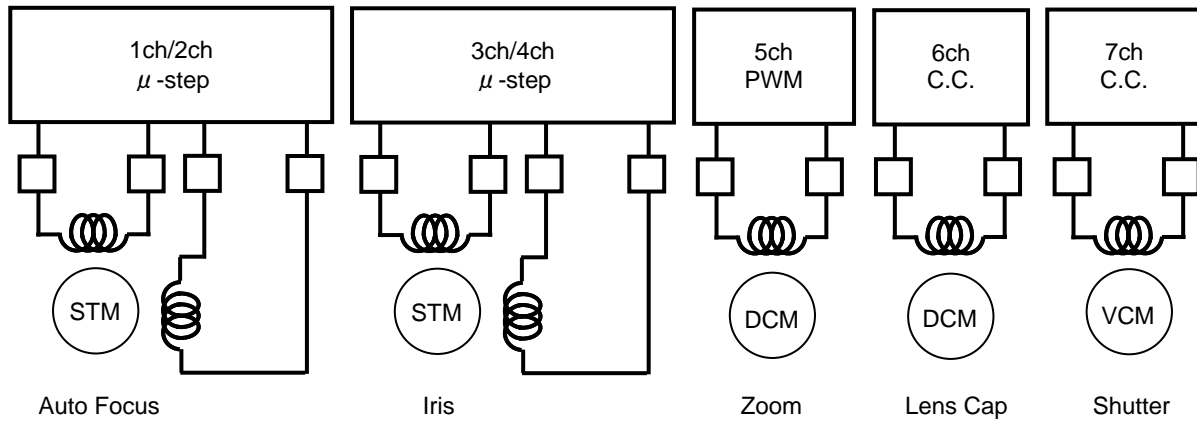 1ch/2ch
μ-step
3ch/4ch
μ-step
5ch
PWM
6ch
C.C.
7ch
C.C.
STM
STM
DCM
DCM
VCM
Auto Focus
Iris
Zoom
Lens Cap
Shutter